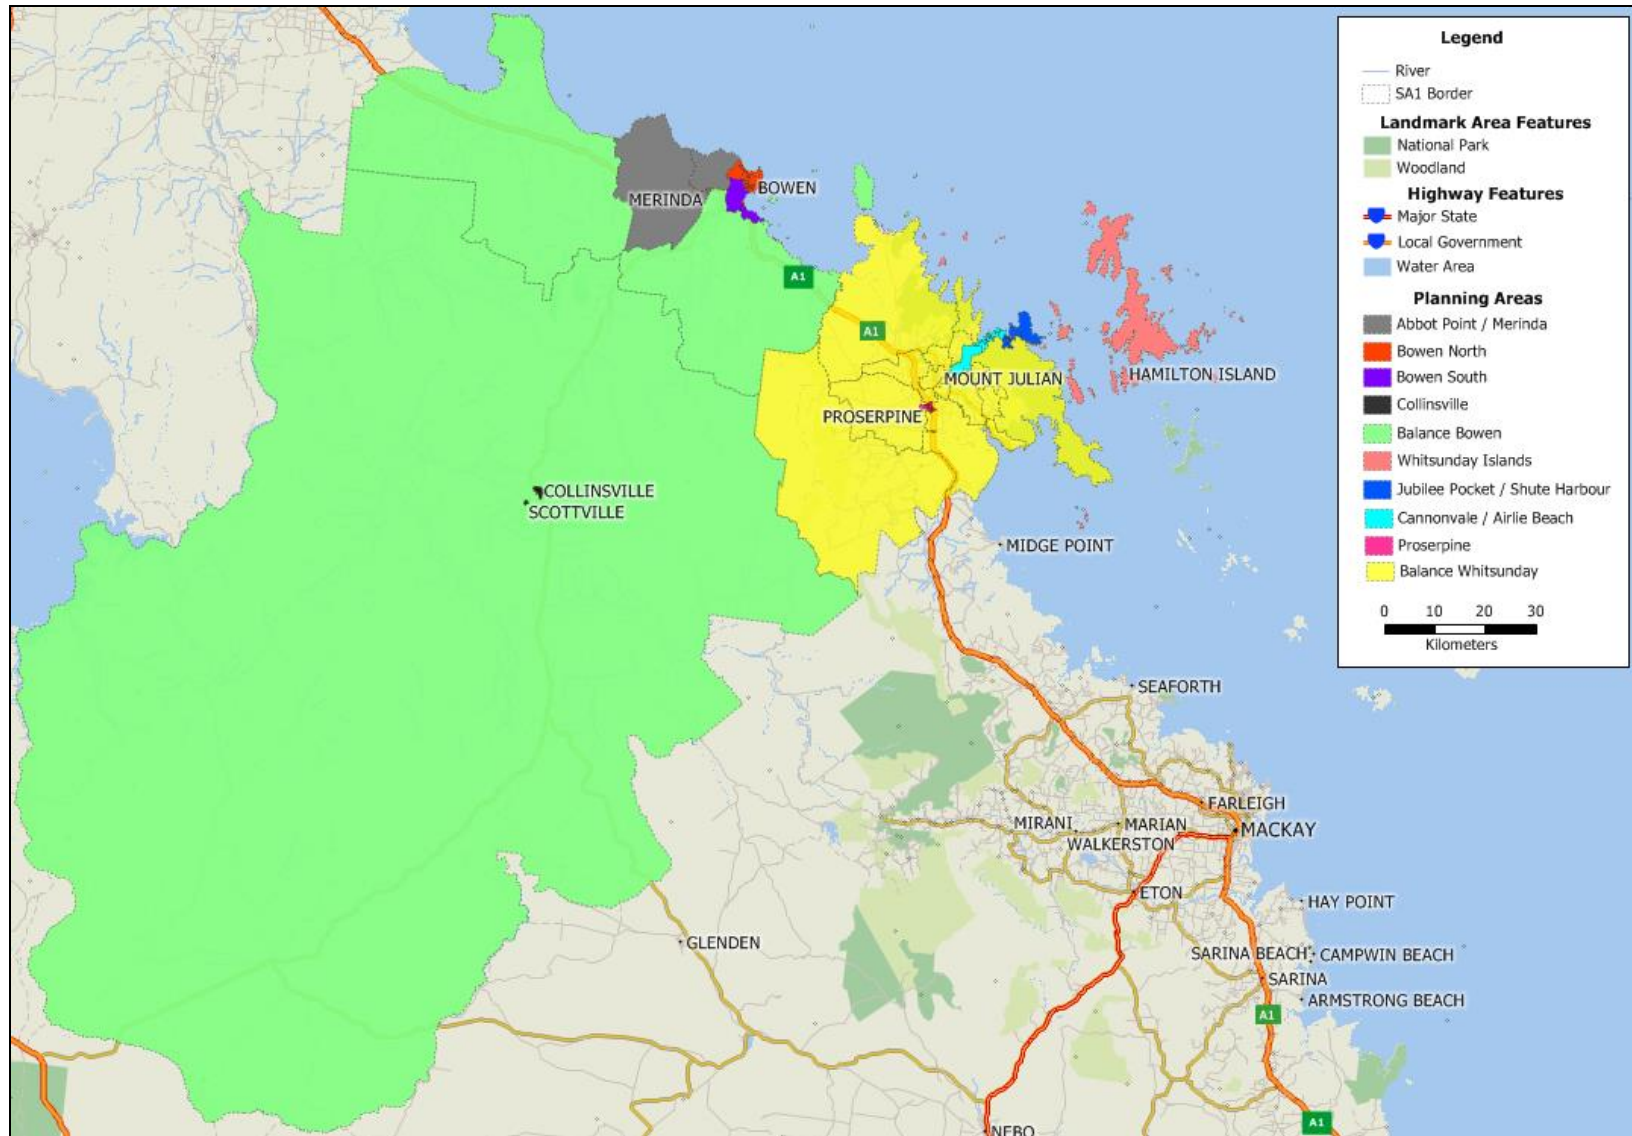 Legend
River
SA1 Border
Landmark Area Features
National Park
Woodland
Highway Features
Major State
Local Government
Water Area
Planning Areas
Abbot Point / Merinda
Bowen North
Bowen South
Collinsville
Balance Bowen
Whitsunday Islands
Jubilee Pocket / Shute Harbour
Cannonvale / Airlie Beach
Proserpine
Balance Whitsunday
0 10 20 30
Kilometers
BOWEN
MERINDA
A1
A1
MOUNT JULIAN
HAMILTON ISLAND
PROSERPINE
COLLINSVILLE
SCOTTVILLE
MIDGE POINT
SEAFORTH
FARLEIGH
MIRANI
MARIAN
MACKAY
WALKERSTON
ETON
HAY POINT
GLENDEN
SARINA BEACH
CAMPWIN BEACH
SARINA
ARMSTRONG BEACH
A1
A1
NEBO